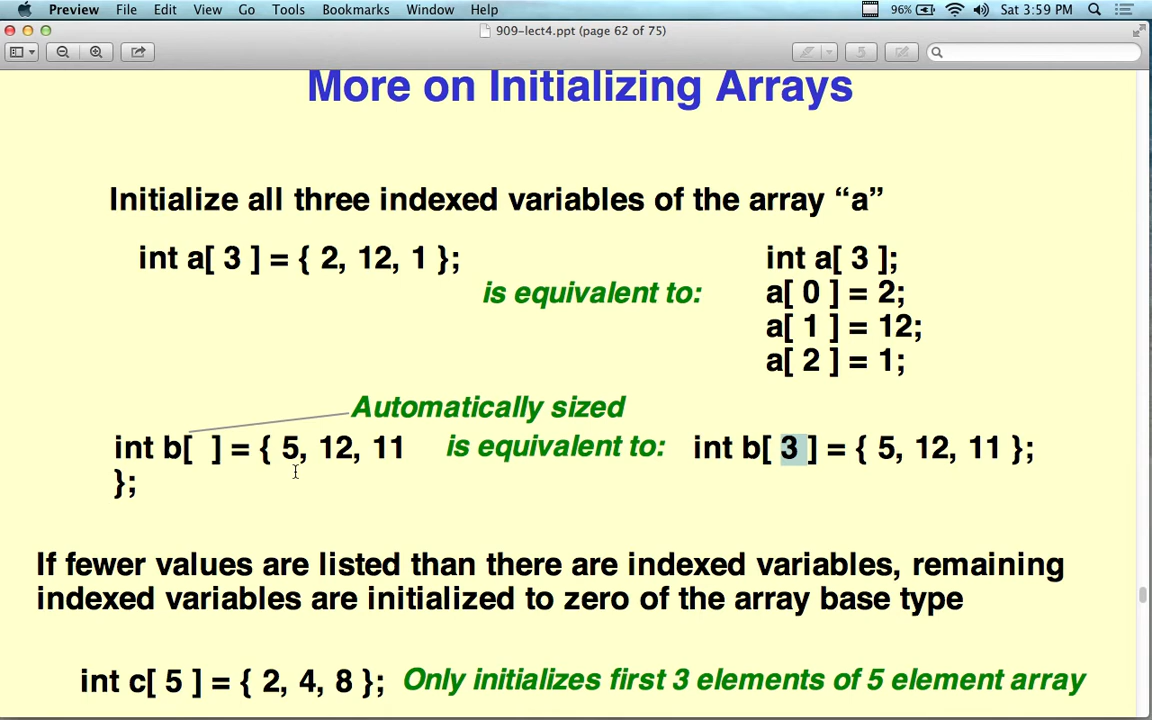 Preview File Edit View Go Tools Bookmarks Window Help 96% Sat 3:59 PM
909-lect4.ppt (page 62 of 75)
More on Initializing Arrays
Initialize all three indexed variables of the array “a”
int a[ 3 ] = { 2, 12, 1 };
is equivalent to:
int a[ 3 ];
a[ 0 ] = 2;
a[ 1 ] = 12;
a[ 2 ] = 1;
Automatically sized
int b[  ] = { 5, 12, 11
};
is equivalent to:
int b[ 3 ] = { 5, 12, 11 };
If fewer values are listed than there are indexed variables, remaining
indexed variables are initialized to zero of the array base type
int c[ 5 ] = { 2, 4, 8 };
Only initializes first 3 elements of 5 element array